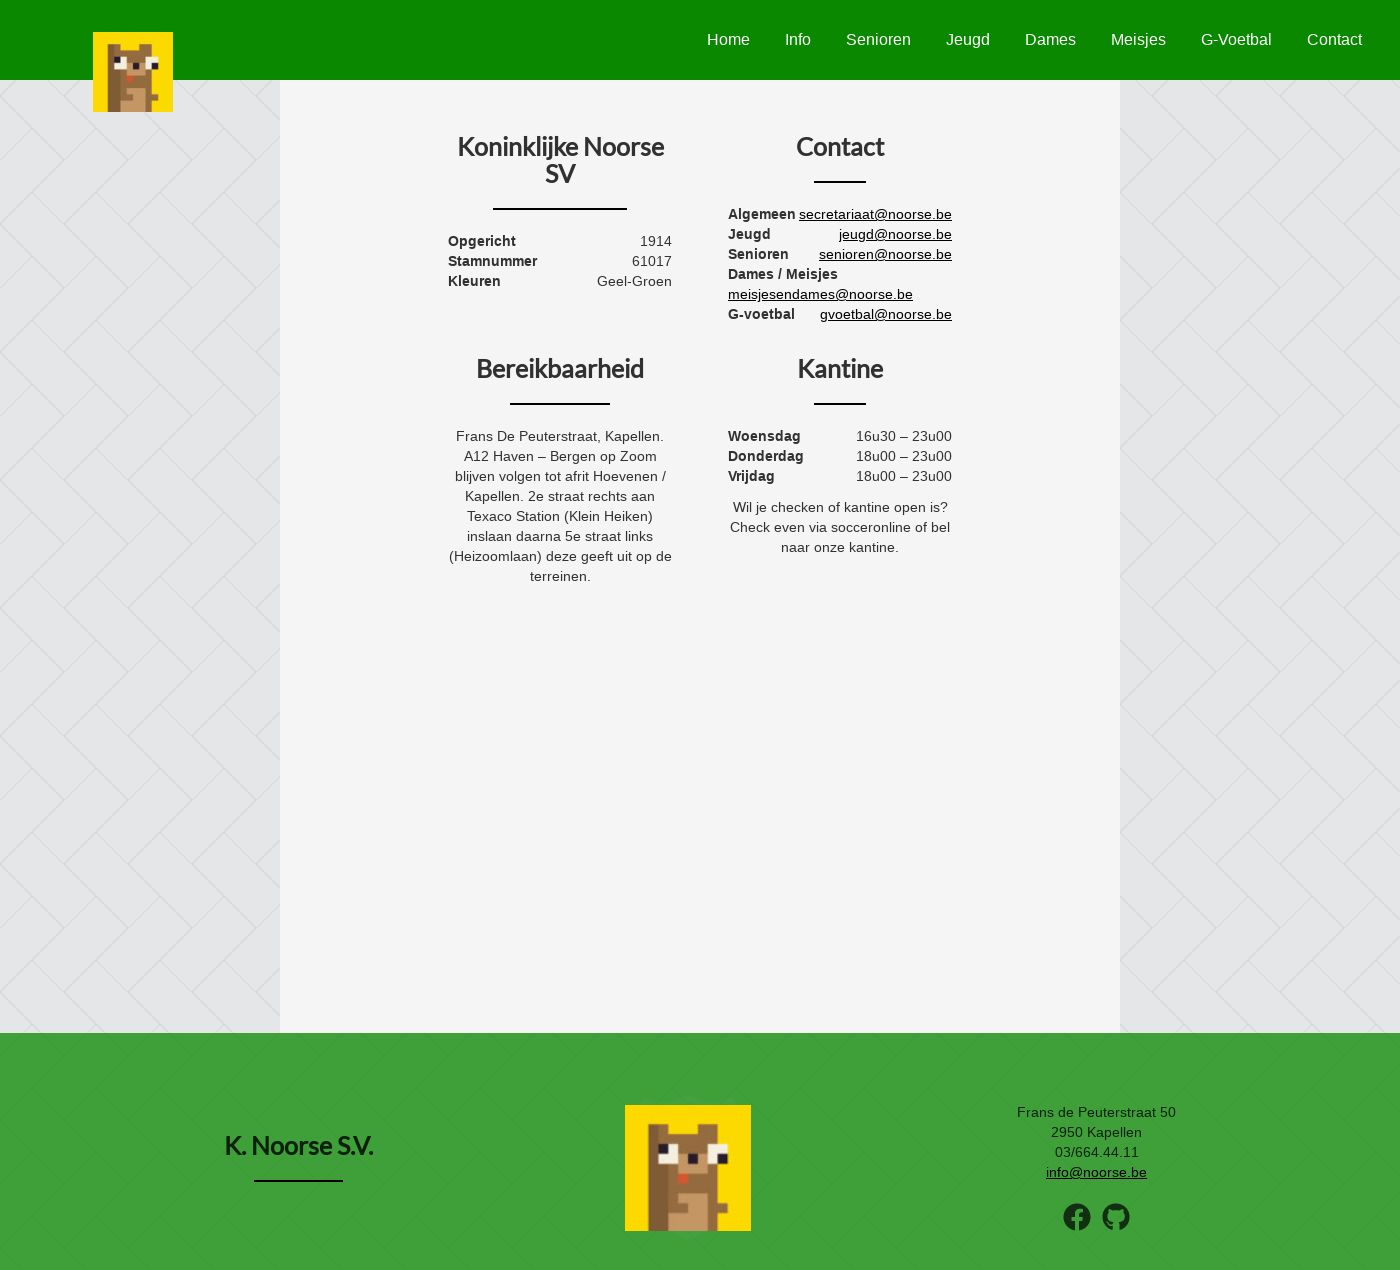 Home Info Senioren Jeugd Dames Meisjes G-Voetbal Contact
Koninklijke Noorse
SV
Opgericht 1914
Stamnummer 61017
Kleuren Geel-Groen
Contact
Algemeen secretariaat@noorse.be
Jeugd jeugd@noorse.be
Senioren senioren@noorse.be
Dames / Meisjes
meisjesendames@noorse.be
G-voetbal gvoetbal@noorse.be
Bereikbaarheid
Frans De Peuterstraat, Kapellen.
A12 Haven – Bergen op Zoom
blijven volgen tot afrit Hoevenen /
Kapellen. 2e straat rechts aan
Texaco Station (Klein Heiken)
inslaan daarna 5e straat links
(Heizoomlaan) deze geeft uit op de
terreinen.
Kantine
Woensdag 16u30 – 23u00
Donderdag 18u00 – 23u00
Vrijdag 18u00 – 23u00
Wil je checken of kantine open is?
Check even via socceronline of bel
naar onze kantine.
K. Noorse S.V.
Frans de Peuterstraat 50
2950 Kapellen
03/664.44.11
info@noorse.be